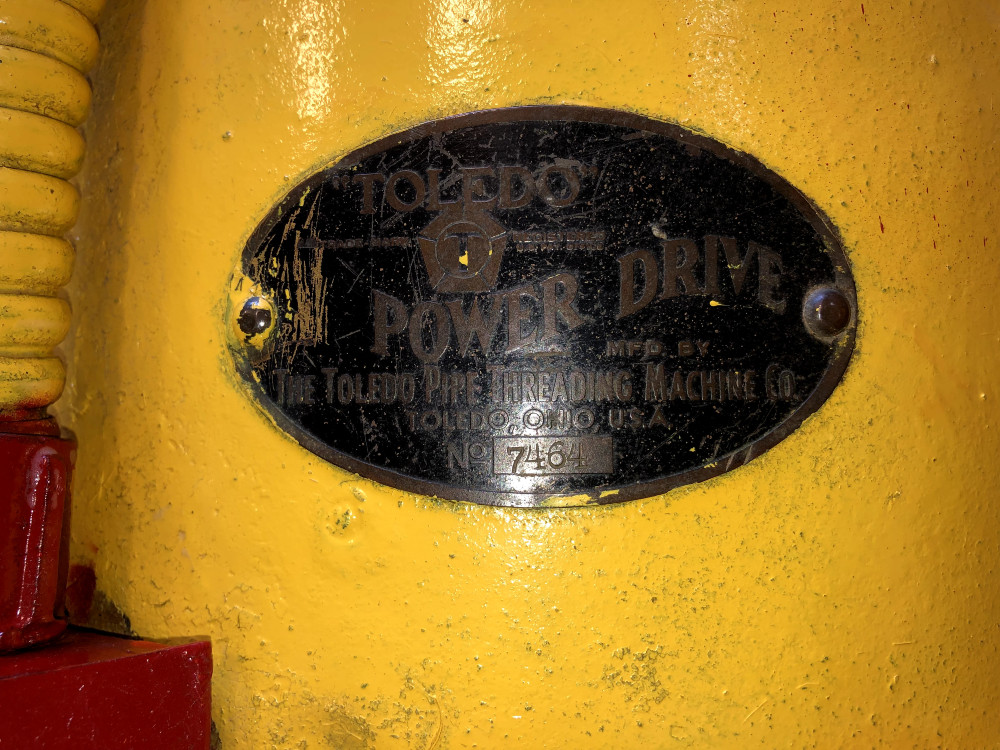 "TOLEDO"
T
POWER DRIVE
MFD. BY
THE TOLEDO PIPE THREADING MACHINE CO.
TOLEDO, OHIO, U.S.A
NO 7464